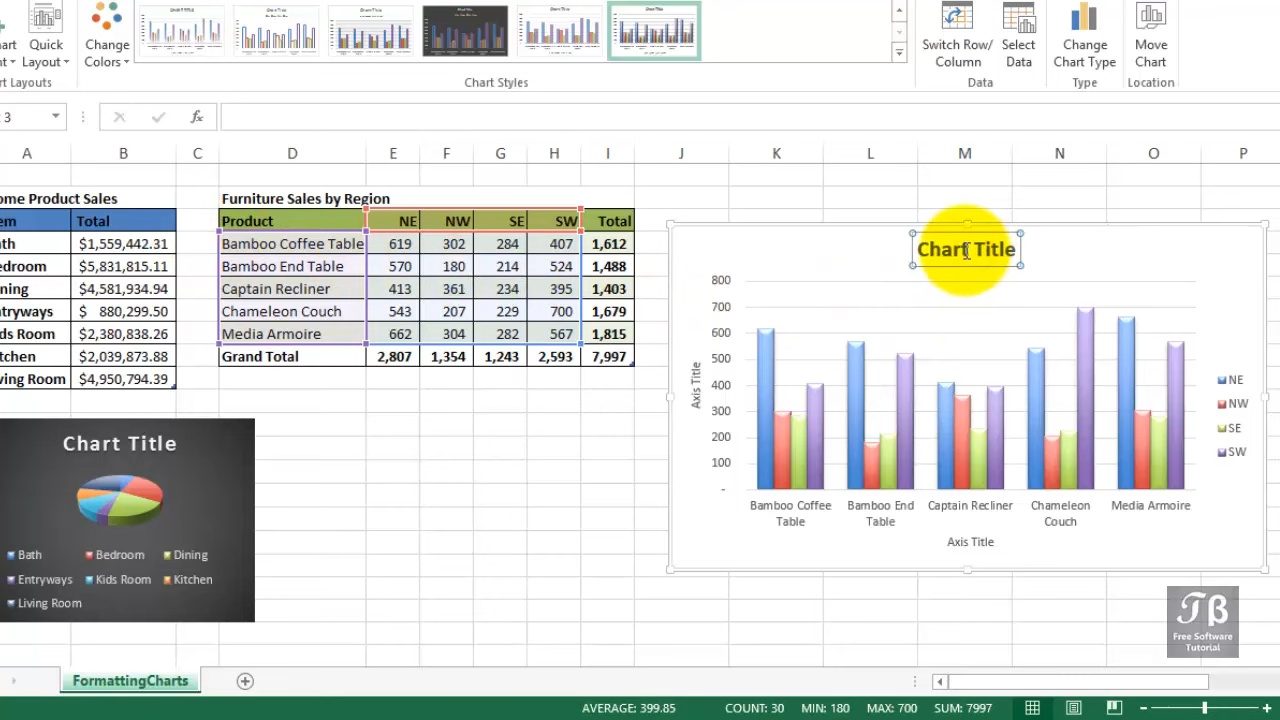 Quick
Layout
Change
Colors
Switch Row/
Column
Select
Data
Change
Chart Type
Move
Chart
rt Layouts
Chart Styles
Data
Type
Location
3
fx
A B C D E F G H I J K L M N O P
ome Product Sales
Furniture Sales by Region
em Total
Product NE NW SE SW Total
ath $1,559,442.31
Bamboo Coffee Table 619 302 284 407 1,612
edroom $5,831,815.11
Bamboo End Table 570 180 214 524 1,488
ning $4,581,934.94
Captain Recliner 413 361 234 395 1,403
ntryways $ 880,299.50
Chameleon Couch 543 207 229 700 1,679
ds Room $2,380,838.26
Media Armoire 662 304 282 567 1,815
tchen $2,039,873.88
Grand Total 2,807 1,354 1,243 2,593 7,997
ving Room $4,950,794.39
Chart Title
800
700
600
500
400
300
200
100
-
Axis Title
Bamboo Coffee
Table
Bamboo End
Table
Captain Recliner
Chameleon
Couch
Media Armoire
Axis Title
NE
NW
SE
SW
Chart Title
Bath Bedroom Dining
Entryways Kids Room Kitchen
Living Room
TB
Free Software
Tutorial
FormattingCharts
AVERAGE: 399.85 COUNT: 30 MIN: 180 MAX: 700 SUM: 7997